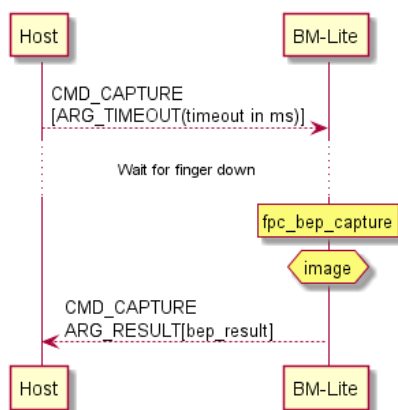 Host
BM-Lite
CMD_CAPTURE
[ARG_TIMEOUT(timeout in ms)]
Wait for finger down
fpc_bep_capture
image
CMD_CAPTURE
ARG_RESULT[bep_result]
Host
BM-Lite